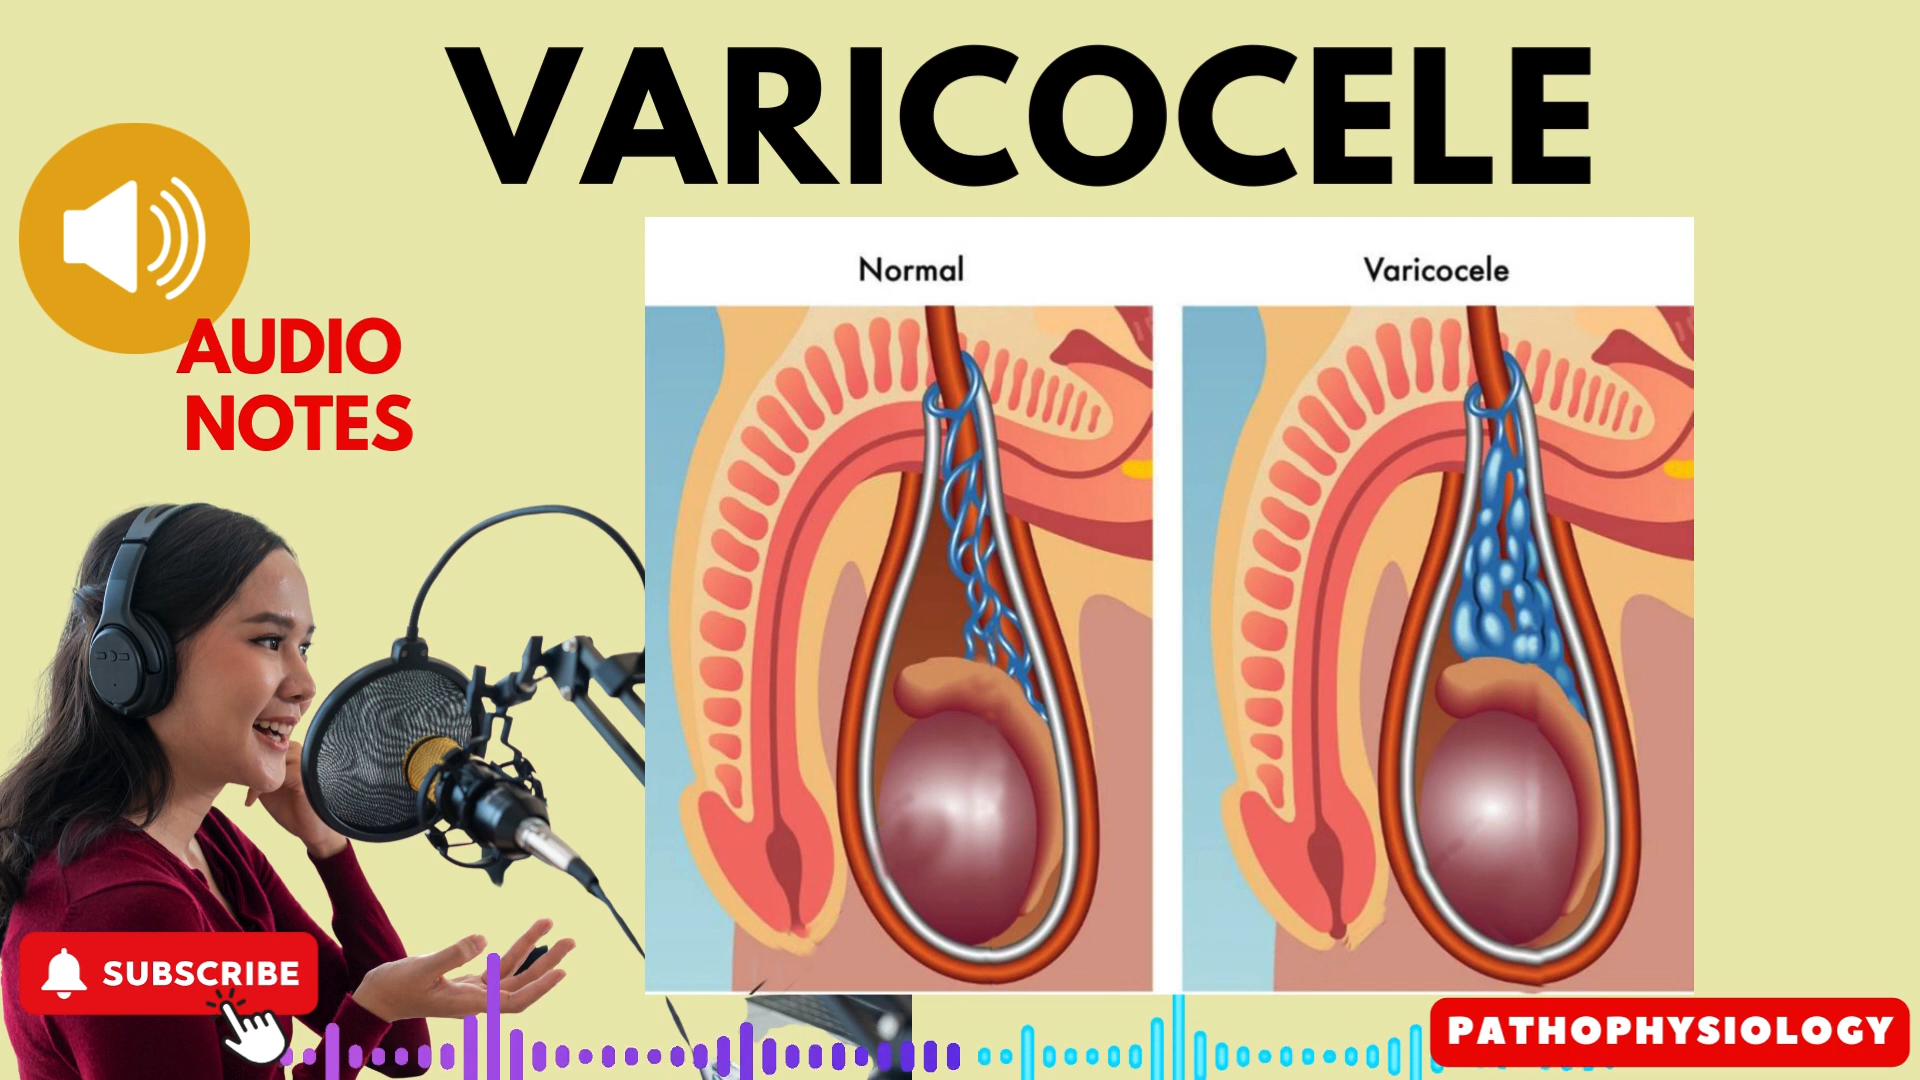 VARICOCELE
AUDIO
NOTES
Normal
Varicocele
SUBSCRIBE
PATHOPHYSIOLOGY